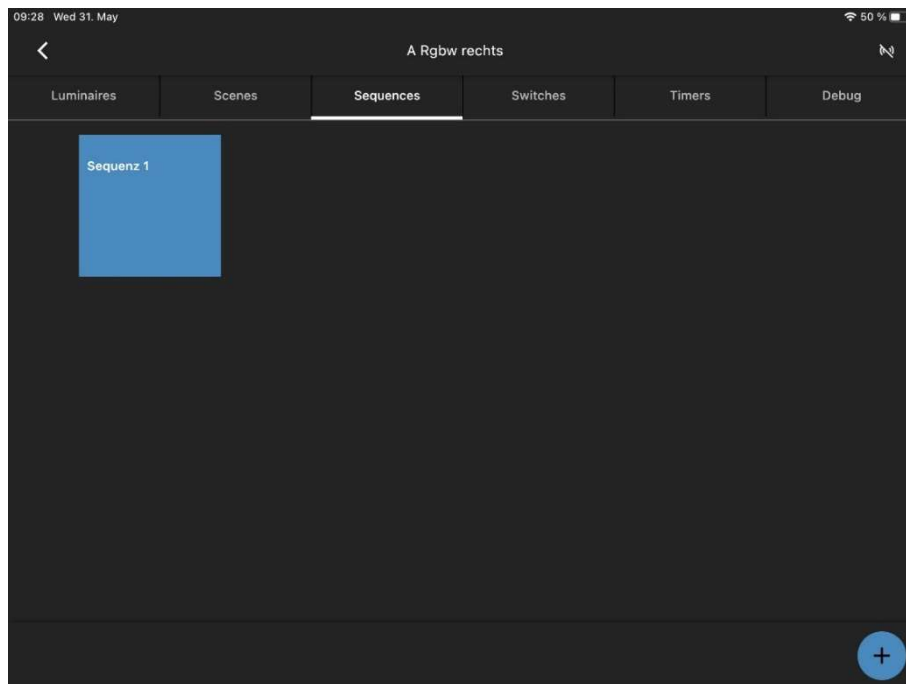 09:28 Wed 31. May 50 %
A Rgbw rechts
Luminaires Scenes Sequences Switches Timers Debug
Sequenz 1
+